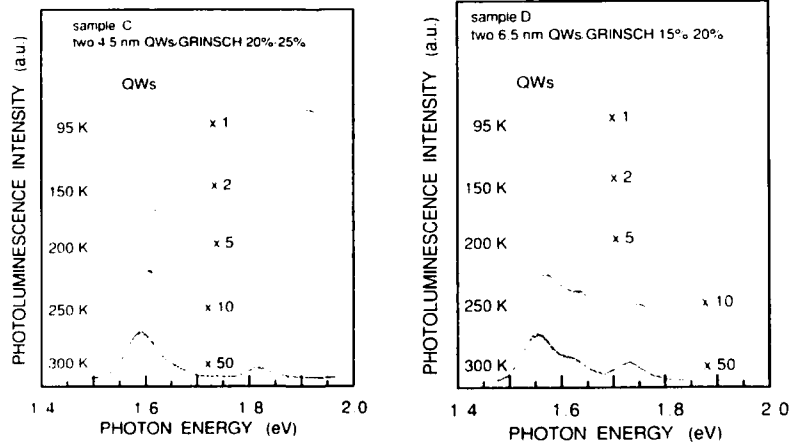 sample C
two 4.5 nm QWs/GRINSCH 20%-25%
QWs
95 K
x 1
150 K
x 2
200 K
x 5
250 K
x 10
300 K
x 50
PHOTOLUMINESCENCE INTENSITY (a.u.)
1.4 1.6 1.8 2.0
PHOTON ENERGY (eV)
sample D
two 6.5 nm QWs GRINSCH 15% 20%
QWs
95 K
x 1
150 K
x 2
200 K
x 5
250 K
x 10
300 K
x 50
PHOTOLUMINESCENCE INTENSITY (a.u.)
1.4 1.6 1.8 2.0
PHOTON ENERGY (eV)